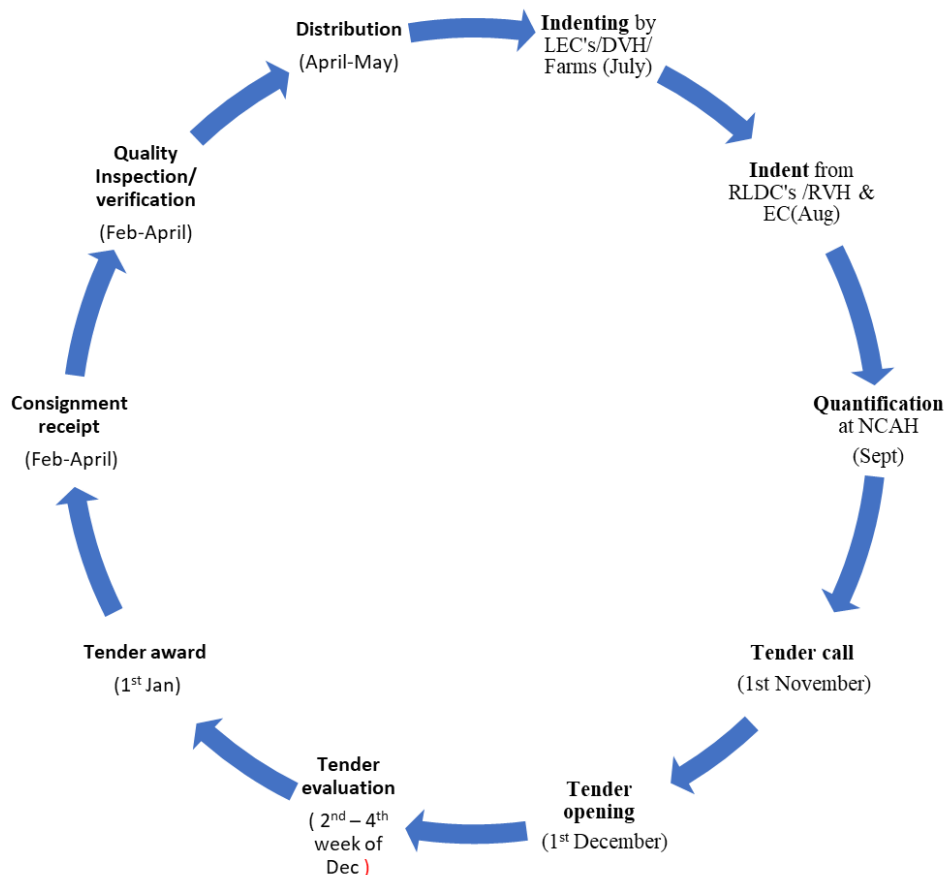 Distribution
(April-May)
Indenting by
LEC's/DVH/
Farms (July)
Indent from
RLDC's /RVH &
EC(Aug)
Quantification
at NCAH
(Sept)
Tender call
(1st November)
Tender
opening
(1st December)
Tender
evaluation
( 2nd – 4th
week of
Dec )
Tender award
(1st Jan)
Consignment
receipt
(Feb-April)
Quality
Inspection/
verification
(Feb-April)